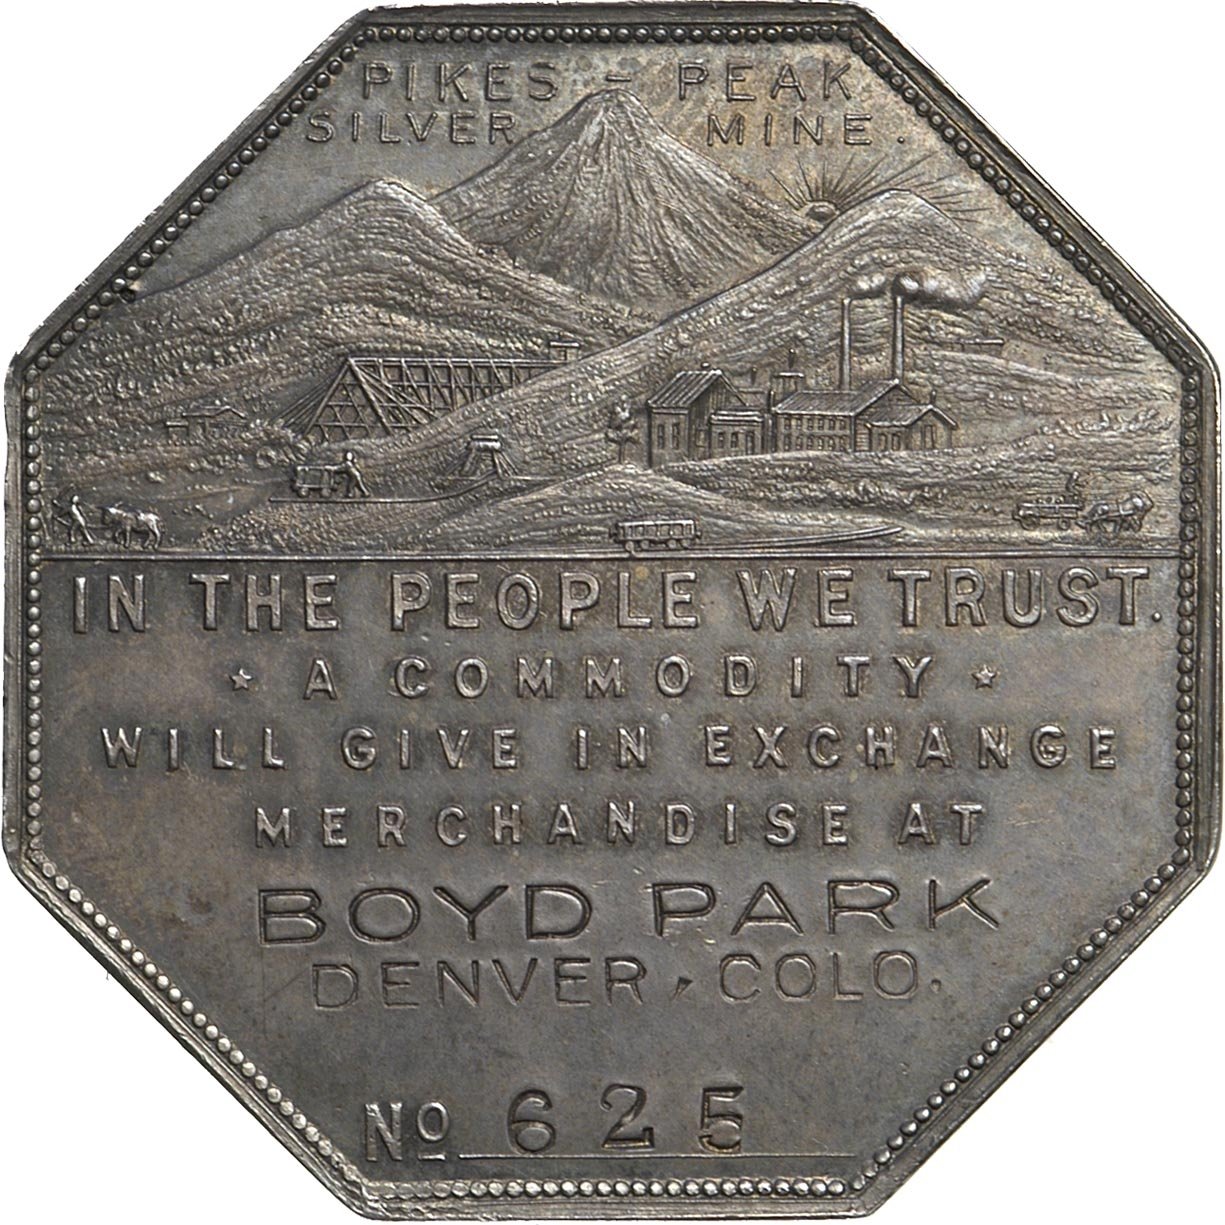 PIKES - PEAK
SILVER MINE.
IN THE PEOPLE WE TRUST.
★ A COMMODITY ★
WILL GIVE IN EXCHANGE
MERCHANDISE AT
BOYD PARK
DENVER, COLO.
No 625